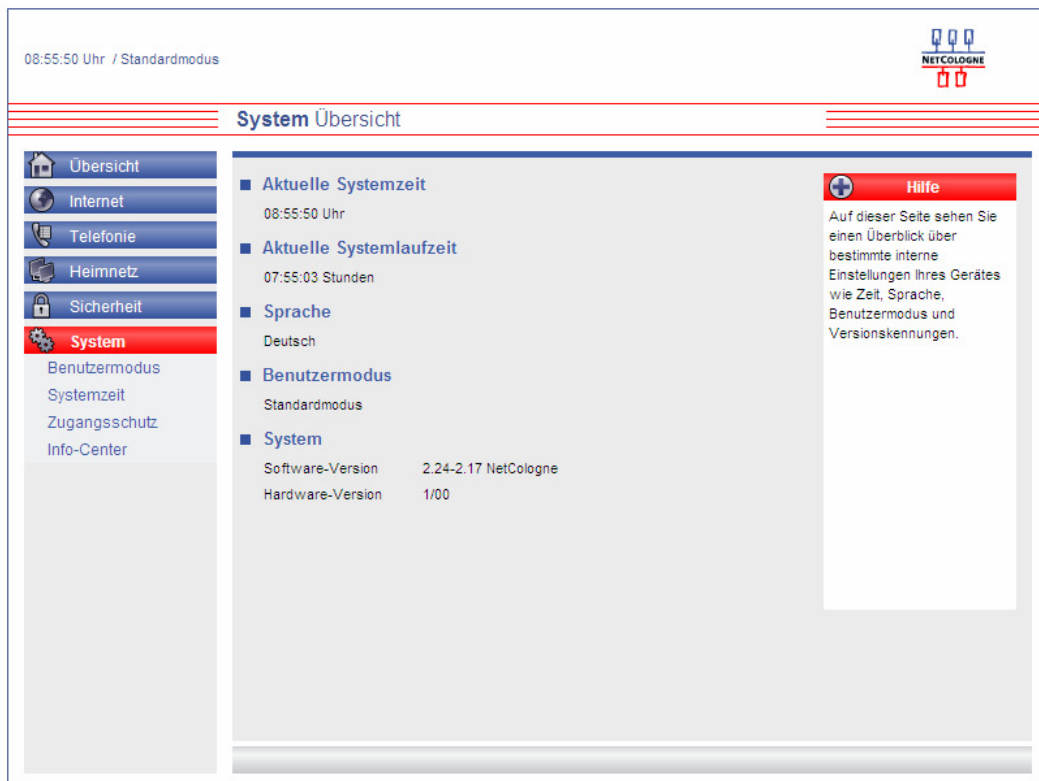 08:55:50 Uhr / Standardmodus
NETCOLOGNE
System Übersicht
Übersicht
Internet
Telefonie
Heimnetz
Sicherheit
System
Benutzermodus
Systemzeit
Zugangsschutz
Info-Center
Aktuelle Systemzeit
08:55:50 Uhr
Aktuelle Systemlaufzeit
07:55:03 Stunden
Sprache
Deutsch
Benutzermodus
Standardmodus
System
Software-Version 2.24-2.17 NetCologne
Hardware-Version 1/00
Hilfe
Auf dieser Seite sehen Sie
einen Überblick über
bestimmte interne
Einstellungen Ihres Gerätes
wie Zeit, Sprache,
Benutzermodus und
Versionskennungen.